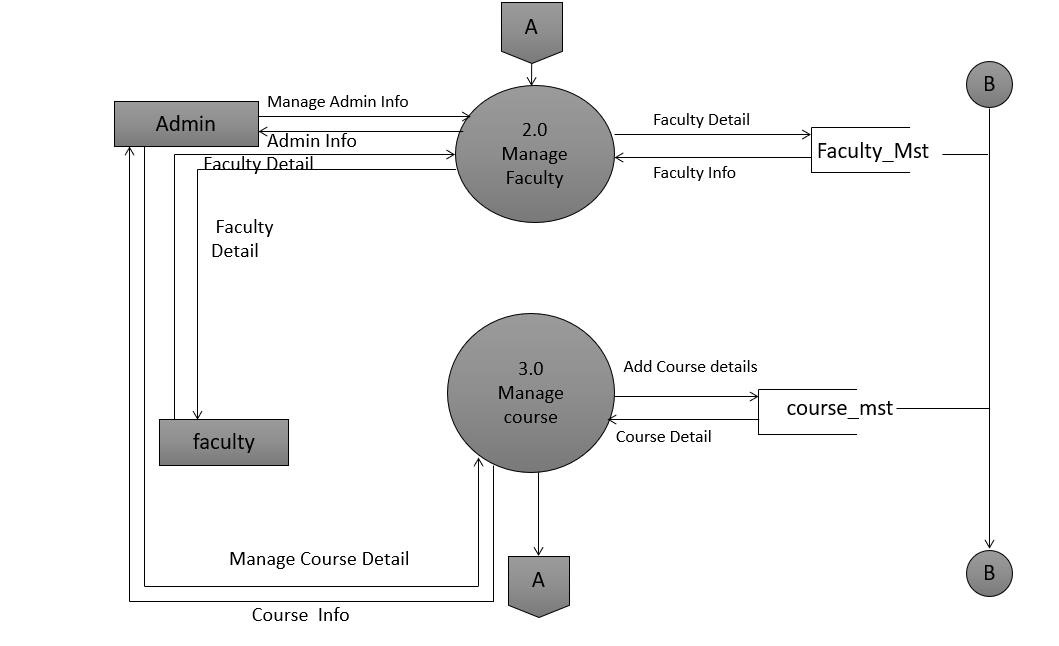 A
B
Manage Admin Info
Admin
2.0
Manage
Faculty
Faculty Detail
Admin Info
Faculty_Mst
Faculty Detail
Faculty Info
Faculty
Detail
3.0
Manage
course
Add Course details
course_mst
Course Detail
faculty
Manage Course Detail
A
B
Course Info